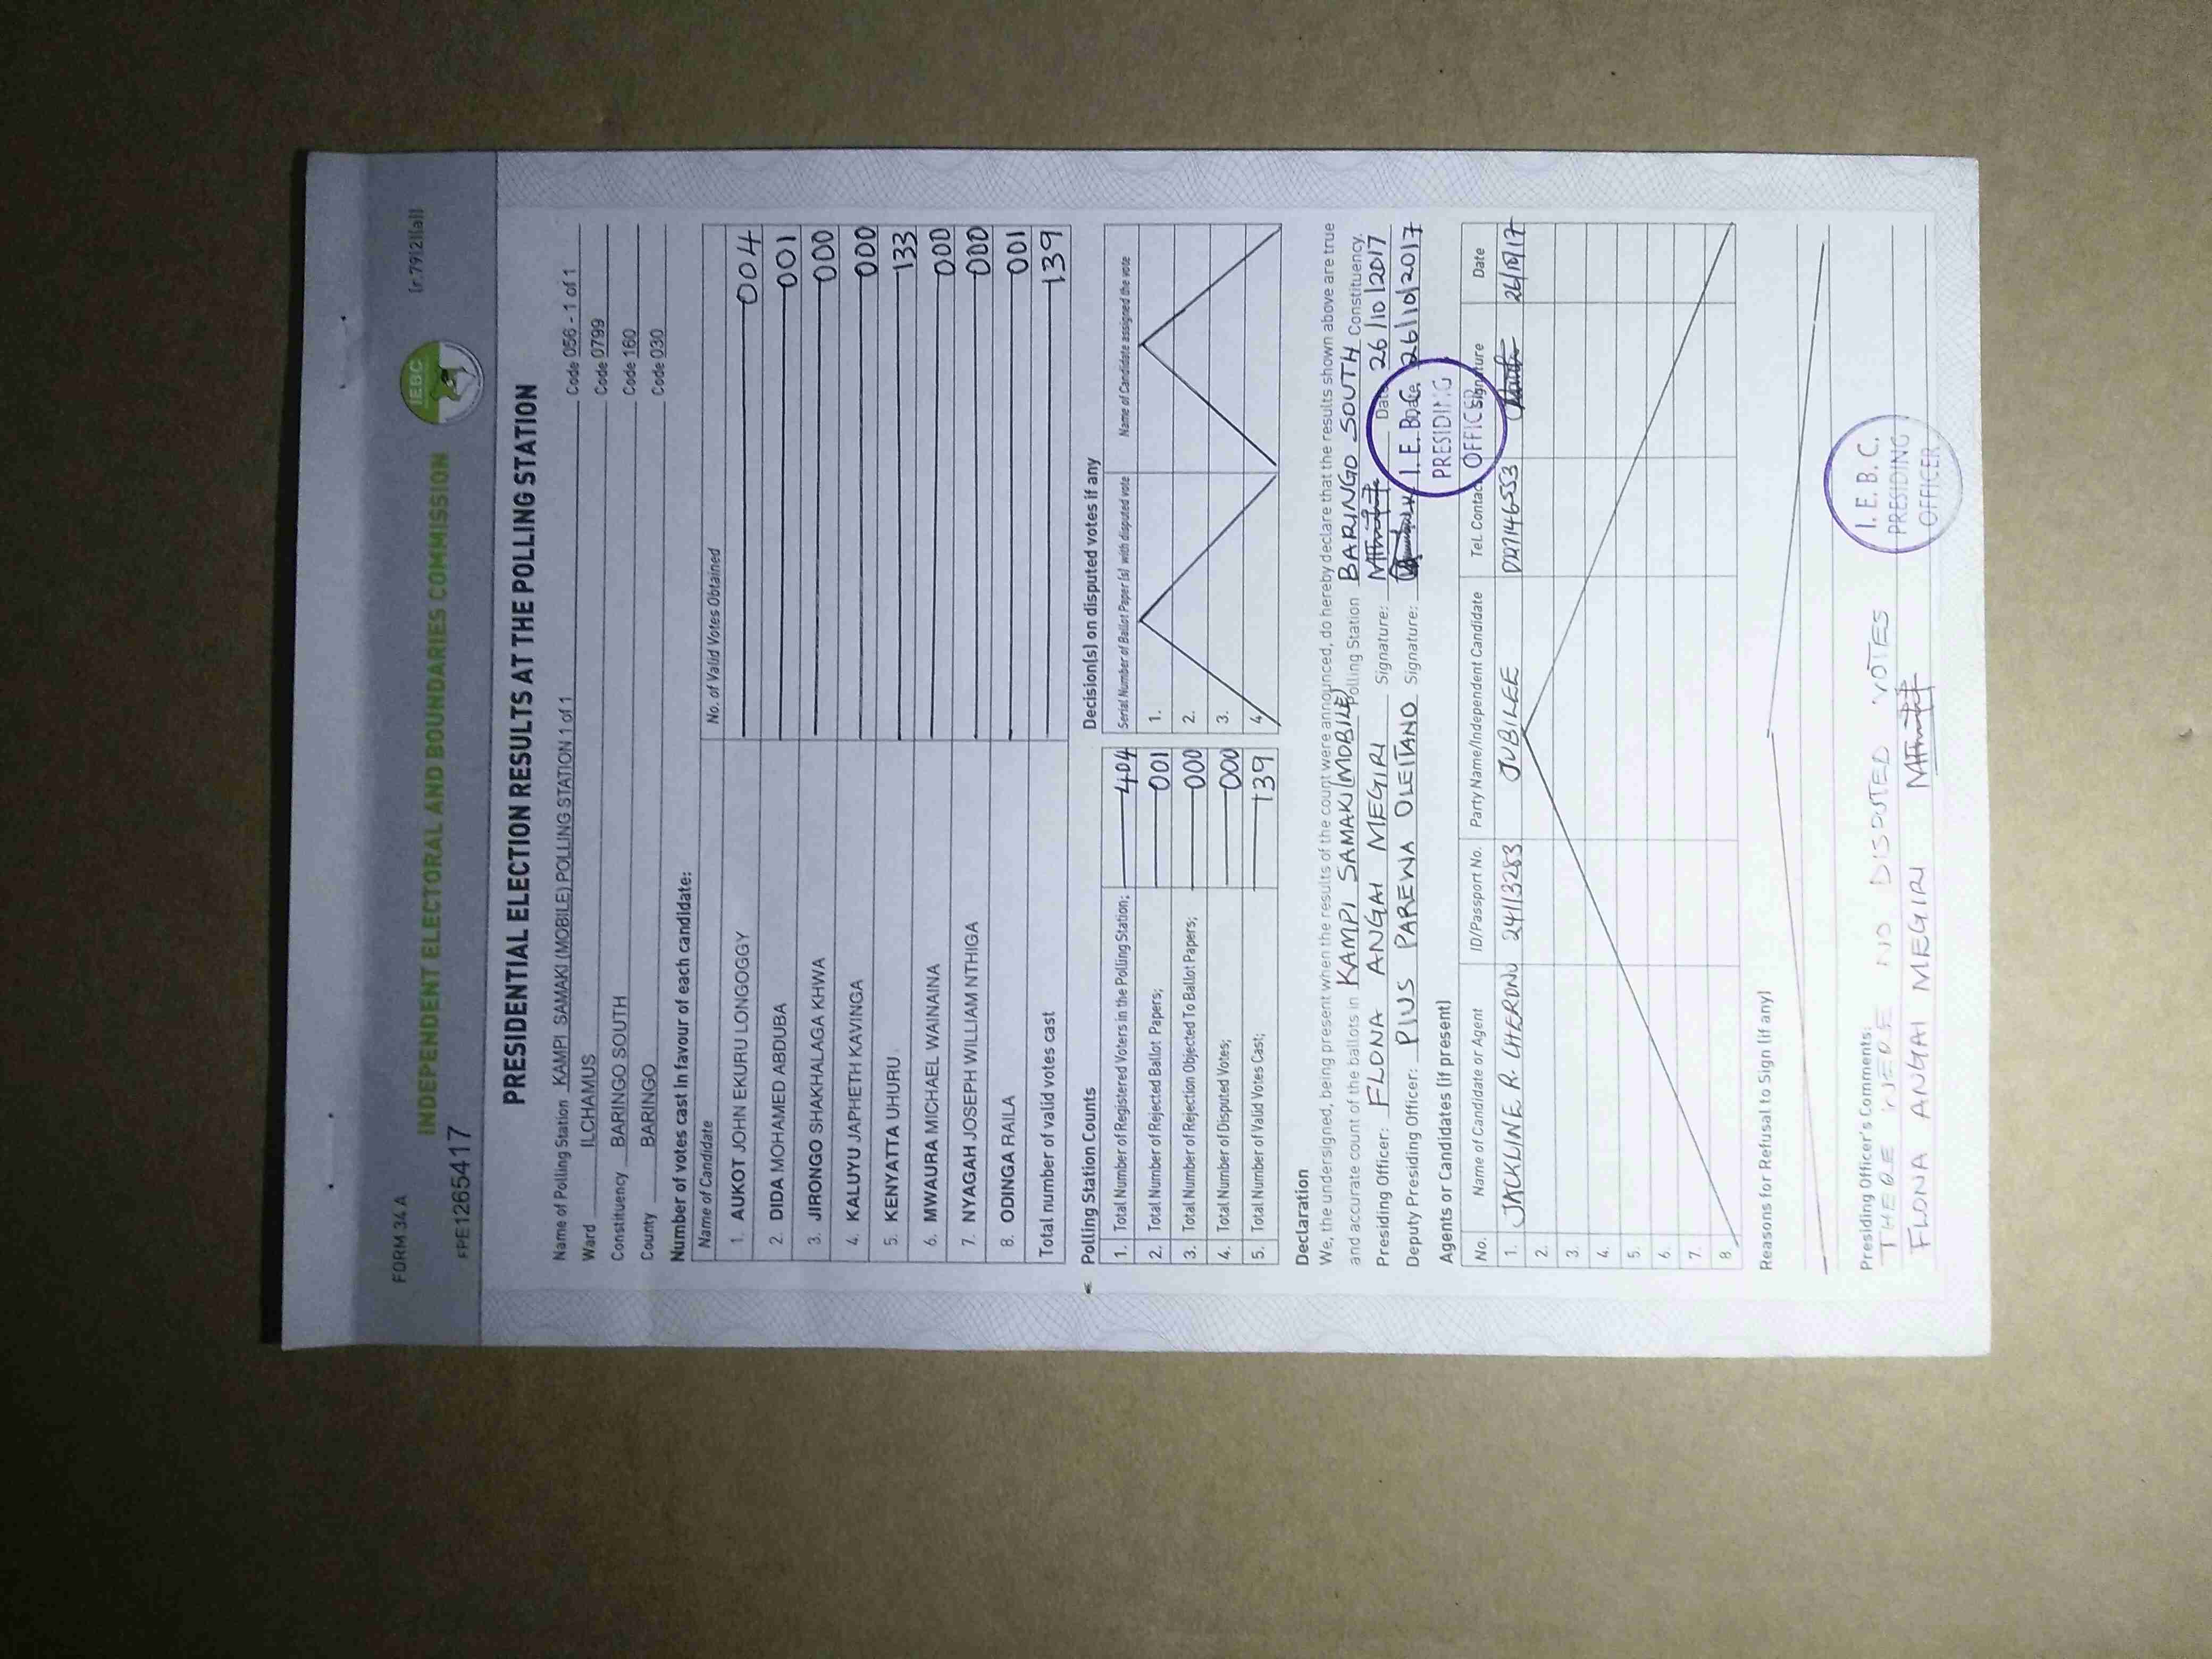 FORM 34 A
(r.79(2)(a))
INDEPENDENT ELECTORAL AND BOUNDARIES COMMISSION
IEBC
PE1265417
PRESIDENTIAL ELECTION RESULTS AT THE POLLING STATION
Name of Polling Station KAMPI SAMAKI (MOBILE) POLLING STATION 1 of 1 Code 056 - 1 of 1
Ward ILCHAMUS Code 0799
Constituency BARINGO SOUTH Code 160
County BARINGO Code 030
Number of votes cast in favour of each candidate:
Name of Candidate No. of Valid Votes Obtained
1. AUKOT JOHN EKURU LONGOGGY 004
2. DIDA MOHAMED ABDUBA 001
3. JIRONGO SHAKHALAGA KHWA 000
4. KALUYU JAPHETH KAVINGA 000
5. KENYATTA UHURU 133
6. MWAURA MICHAEL WAINAINA 000
7. NYAGAH JOSEPH WILLIAM NTHIGA 000
8. ODINGA RAILA 001
Total number of valid votes cast 139
Polling Station Counts
1. Total Number of Registered Voters in the Polling Station; 404
2. Total Number of Rejected Ballot Papers; 001
3. Total Number of Rejection Objected To Ballot Papers; 000
4. Total Number of Disputed Votes; 000
5. Total Number of Valid Votes Cast; 139
Decision(s) on disputed votes if any
Serial Number of Ballot Paper(s) with disputed vote Name of Candidate assigned the vote
1.
2.
3.
4.
Declaration
We, the undersigned, being present when the results of the count were announced, do hereby declare that the results shown above are true
and accurate count of the ballots in KAMPI SAMAKI (MOBILE) Polling Station BARINGO SOUTH Constituency.
Presiding Officer: FLONA ANGAI MEGIRI Signature: Date 26/10/2017
Deputy Presiding Officer: PIUS PAREWA OLEITANO Signature: Date 26/10/2017
I.E.B.C.
PRESIDING
OFFICER
Agents or Candidates (if present)
No. Name of Candidate or Agent ID/Passport No. Party Name/Independent Candidate Tel. Contact Signature Date
1. JACKLINE R. CHERONO 24113283 JUBILEE 0727146553 26/10/17
2.
3.
4.
5.
6.
7.
8.
Reasons for Refusal to Sign (if any)
Presiding Officer's Comments:
THERE WERE NO DISPUTED VOTES
FLONA ANGAI MEGIRI
I.E.B.C.
PRESIDING
OFFICER